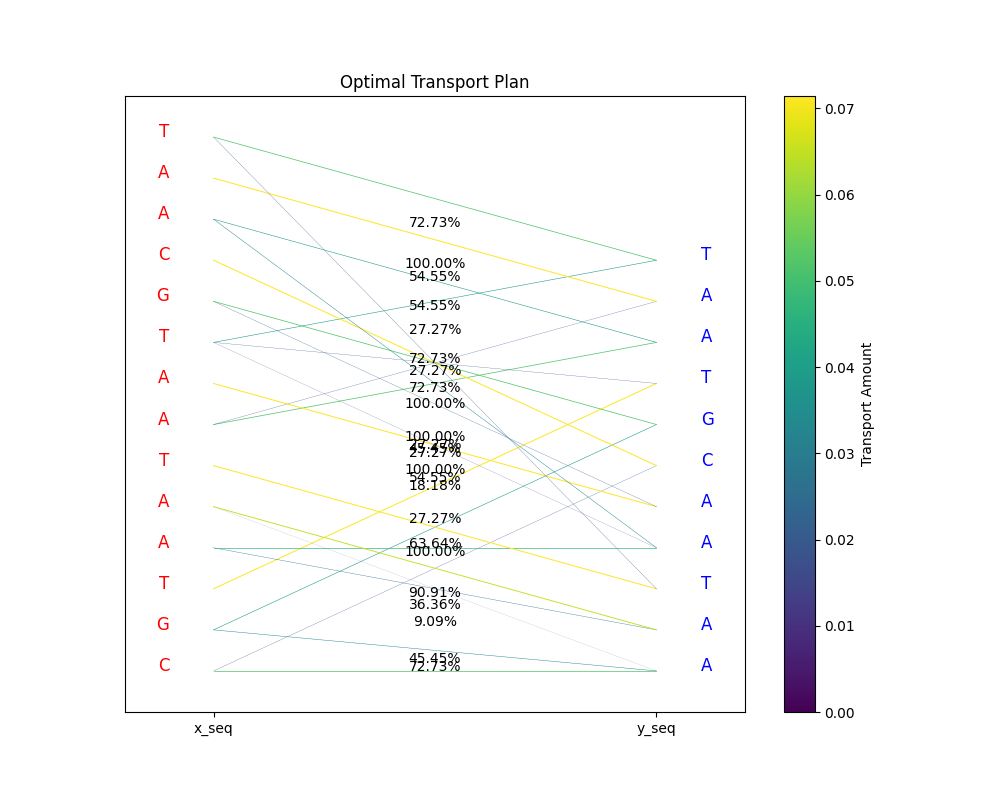 Optimal Transport Plan
T
A
A
C
G
T
A
A
T
A
A
T
G
C
72.73%
100.00%
54.55%
54.55%
27.27%
72.73%
27.27%
72.73%
100.00%
100.00%
27.27%
100.00%
54.55%
18.18%
27.27%
63.64%
100.00%
90.91%
36.36%
9.09%
45.45%
72.73%
T
A
A
T
G
C
A
A
T
A
A
x_seq
y_seq
0.07
0.06
0.05
0.04
0.03
0.02
0.01
0.00
Transport Amount